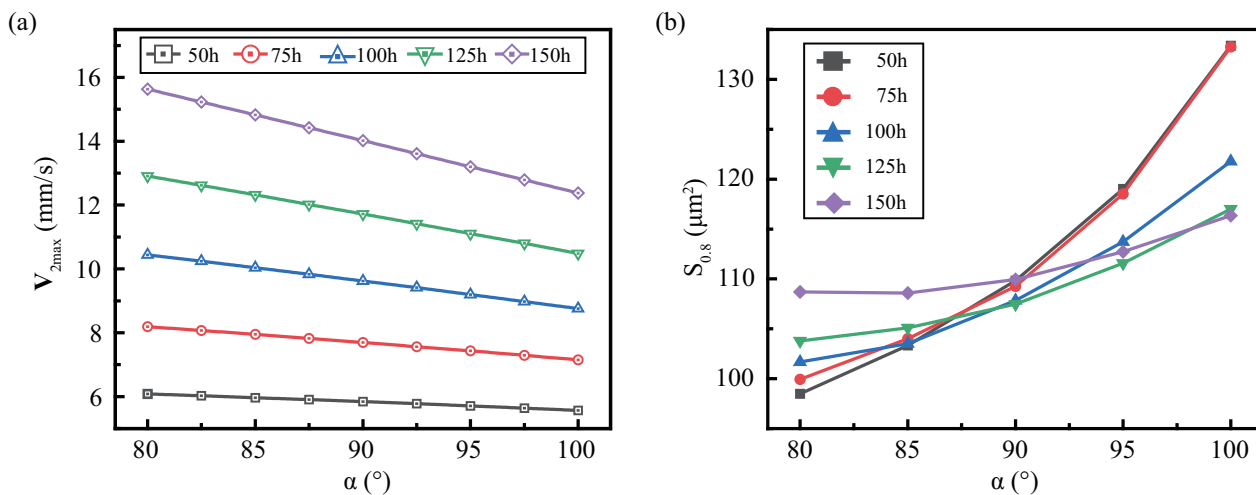 (a)
50h 75h 100h 125h 150h
16
14
12
10
8
6
V2max (mm/s)
80 85 90 95 100
α (°)
(b)
50h
75h
100h
125h
150h
130
120
110
100
S0.8 (μm²)
80 85 90 95 100
α (°)